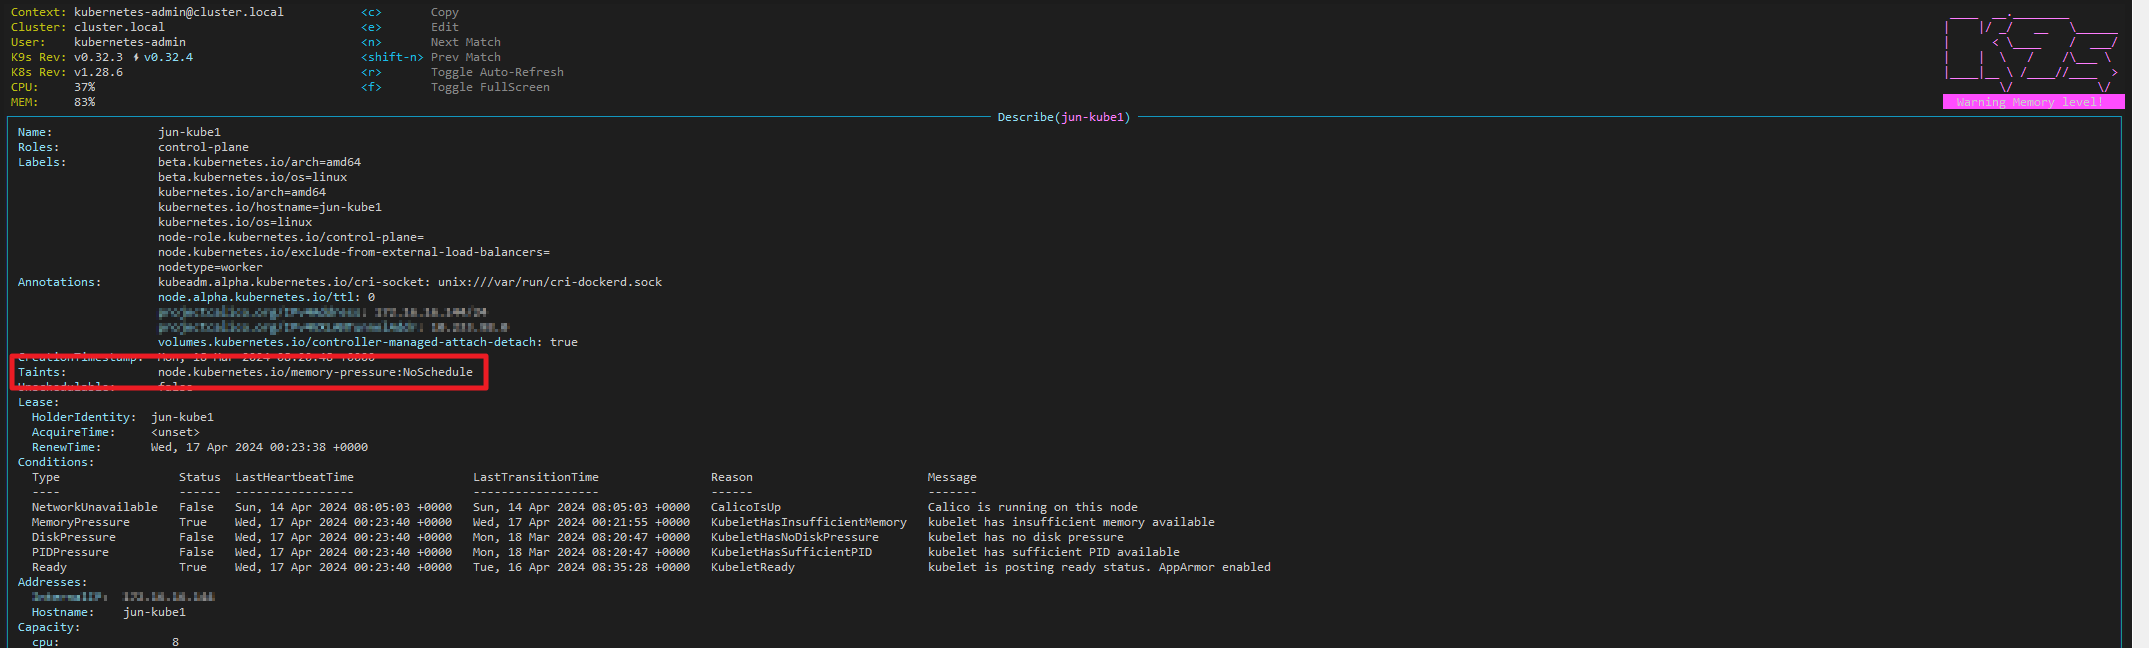 Context: kubernetes-admin@cluster.local <c> Copy
Cluster: cluster.local <e> Edit
User: kubernetes-admin <n> Next Match
K9s Rev: v0.32.3 ⚡v0.32.4 <shift-n> Prev Match
K8s Rev: v1.28.6 <r> Toggle Auto-Refresh
CPU: 37% <f> Toggle FullScreen
MEM: 83%
Warning Memory level!
Describe(jun-kube1)
Name: jun-kube1
Roles: control-plane
Labels: beta.kubernetes.io/arch=amd64
beta.kubernetes.io/os=linux
kubernetes.io/arch=amd64
kubernetes.io/hostname=jun-kube1
kubernetes.io/os=linux
node-role.kubernetes.io/control-plane=
node.kubernetes.io/exclude-from-external-load-balancers=
nodetype=worker
Annotations: kubeadm.alpha.kubernetes.io/cri-socket: unix:///var/run/cri-dockerd.sock
node.alpha.kubernetes.io/ttl: 0
volumes.kubernetes.io/controller-managed-attach-detach: true
CreationTimestamp: Mon, 18 Mar 2024 +0000
Taints: node.kubernetes.io/memory-pressure:NoSchedule
Unschedulable: false
Lease:
HolderIdentity: jun-kube1
AcquireTime: <unset>
RenewTime: Wed, 17 Apr 2024 00:23:38 +0000
Conditions:
Type Status LastHeartbeatTime LastTransitionTime Reason Message
---- ------ ----------------- ------------------ ------ -------
NetworkUnavailable False Sun, 14 Apr 2024 08:05:03 +0000 Sun, 14 Apr 2024 08:05:03 +0000 CalicoIsUp Calico is running on this node
MemoryPressure True Wed, 17 Apr 2024 00:23:40 +0000 Wed, 17 Apr 2024 00:21:55 +0000 KubeletHasInsufficientMemory kubelet has insufficient memory available
DiskPressure False Wed, 17 Apr 2024 00:23:40 +0000 Mon, 18 Mar 2024 08:20:47 +0000 KubeletHasNoDiskPressure kubelet has no disk pressure
PIDPressure False Wed, 17 Apr 2024 00:23:40 +0000 Mon, 18 Mar 2024 08:20:47 +0000 KubeletHasSufficientPID kubelet has sufficient PID available
Ready True Wed, 17 Apr 2024 00:23:40 +0000 Tue, 16 Apr 2024 08:35:28 +0000 KubeletReady kubelet is posting ready status. AppArmor enabled
Addresses:
Hostname: jun-kube1
Capacity:
cpu: 8